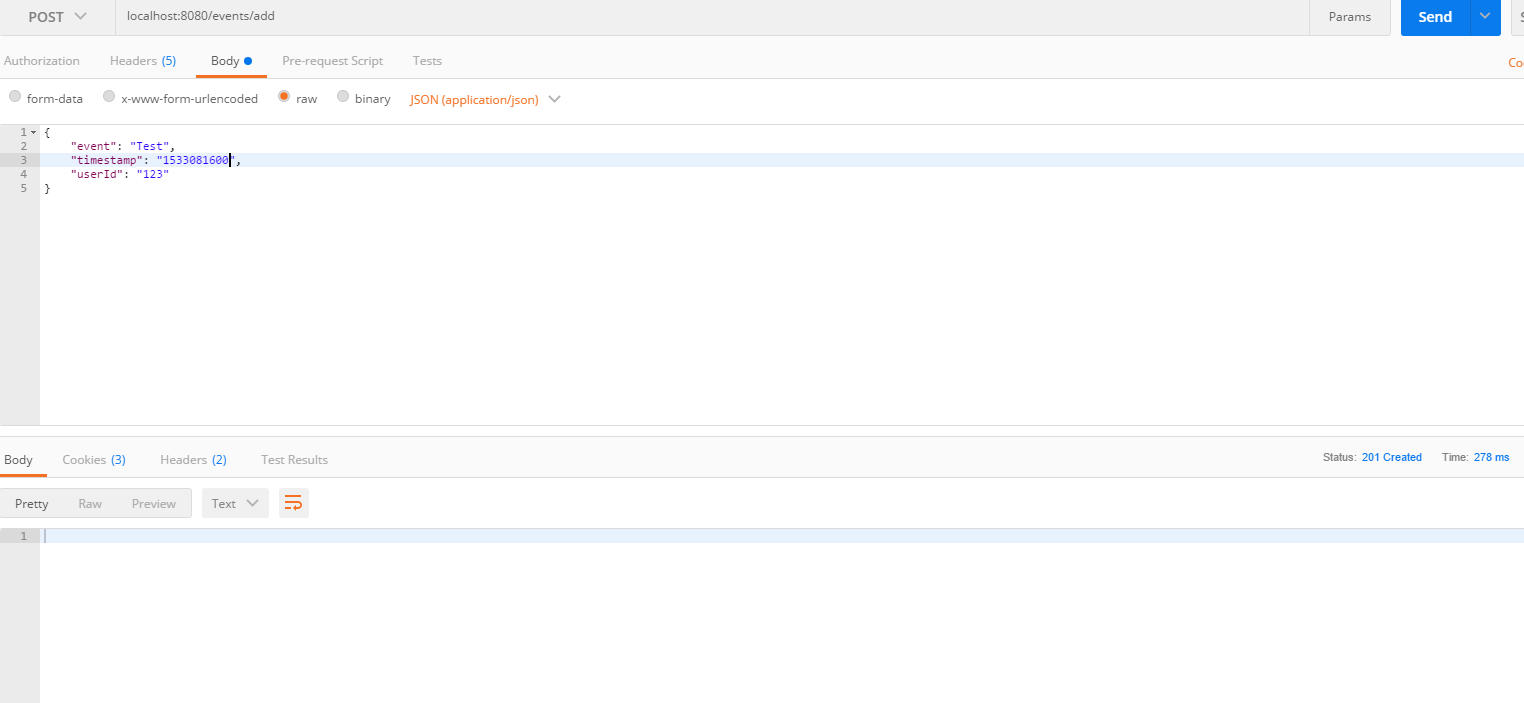 POST localhost:8080/events/add Params Send
Authorization Headers (5) Body Pre-request Script Tests
form-data x-www-form-urlencoded raw binary JSON (application/json)
1 {
2 "event": "Test",
3 "timestamp": "1533081600",
4 "userId": "123"
5 }
Body Cookies (3) Headers (2) Test Results Status: 201 Created Time: 278 ms
Pretty Raw Preview Text
1